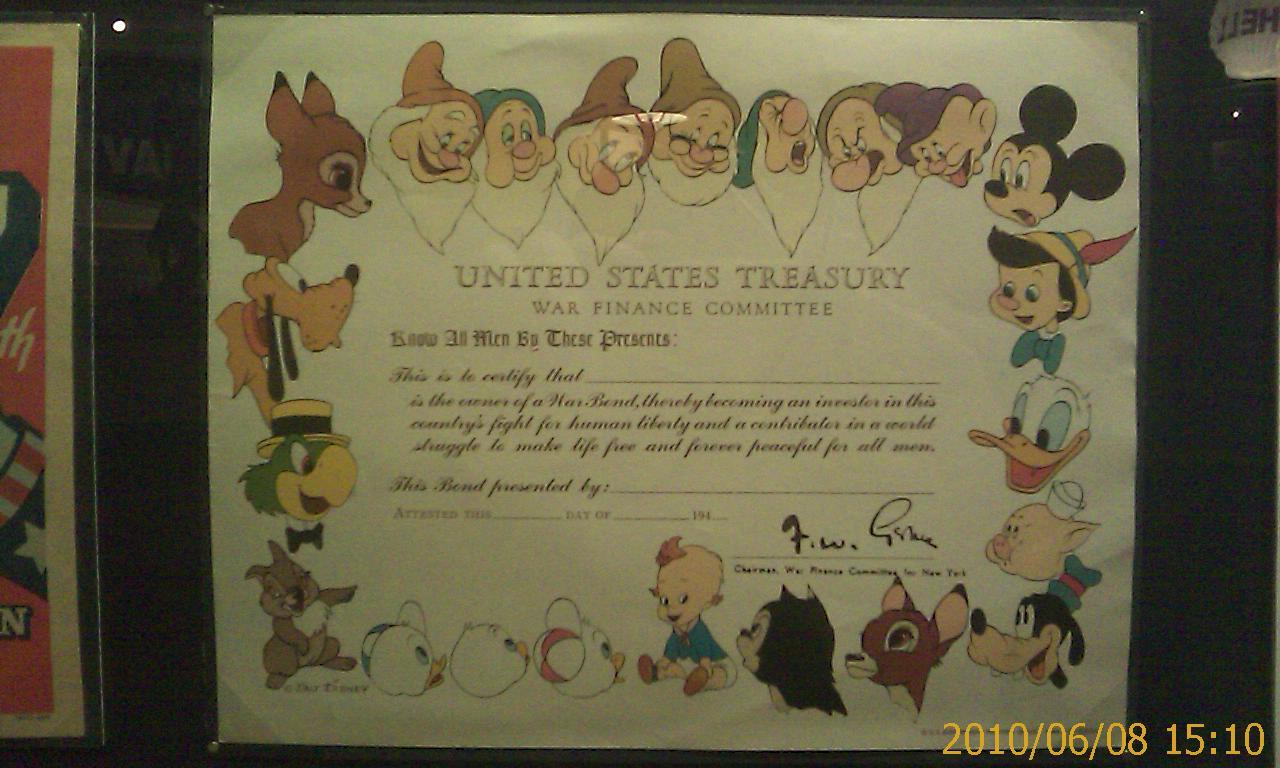 UNITED STATES TREASURY
WAR FINANCE COMMITTEE
Know All Men By These Presents:
This is to certify that
is the owner of a War Bond, thereby becoming an investor in this
country's fight for human liberty and a contributor in a world
struggle to make life free and forever peaceful for all men.
This Bond presented by:
ATTESTED THIS DAY OF 194
F.W.
Chairman, War Finance Committee for New York
© WALT DISNEY
th
N
2010/06/08 15:10